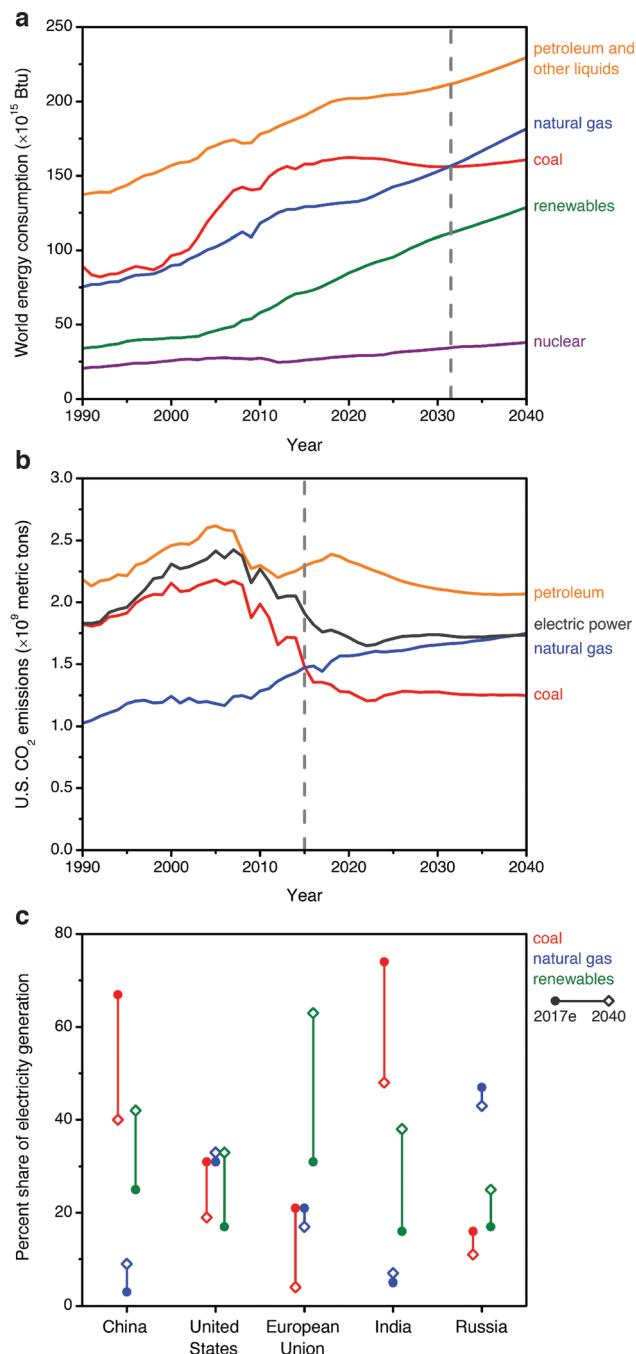 a
250
200
150
100
50
0
World energy consumption (×10¹⁵ Btu)
petroleum and
other liquids
natural gas
coal
renewables
nuclear
1990 2000 2010 2020 2030 2040
Year
b
3.0
2.5
2.0
1.5
1.0
0.5
0.0
U.S. CO₂ emissions (×10⁹ metric tons)
petroleum
electric power
natural gas
coal
1990 2000 2010 2020 2030 2040
Year
c
80
60
40
20
0
Percent share of electricity generation
coal
natural gas
renewables
2017e 2040
China United States European Union India Russia